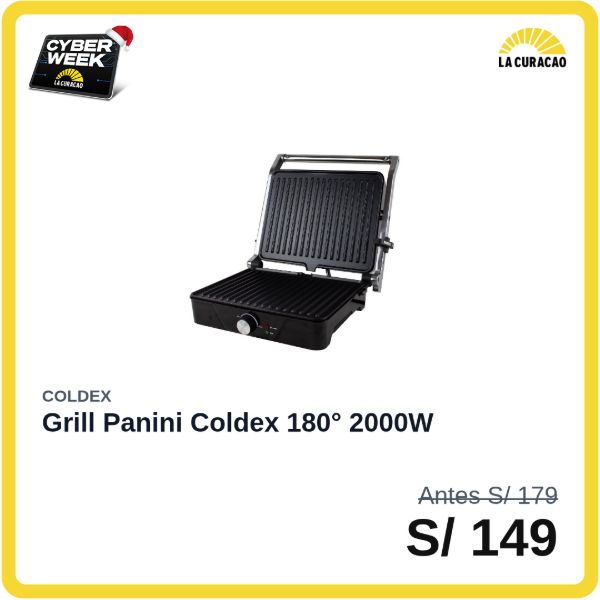 CYBER
WEEK
LA CURACAO
LA CURACAO
COLDEX
Grill Panini Coldex 180° 2000W
Antes S/ 179
S/ 149